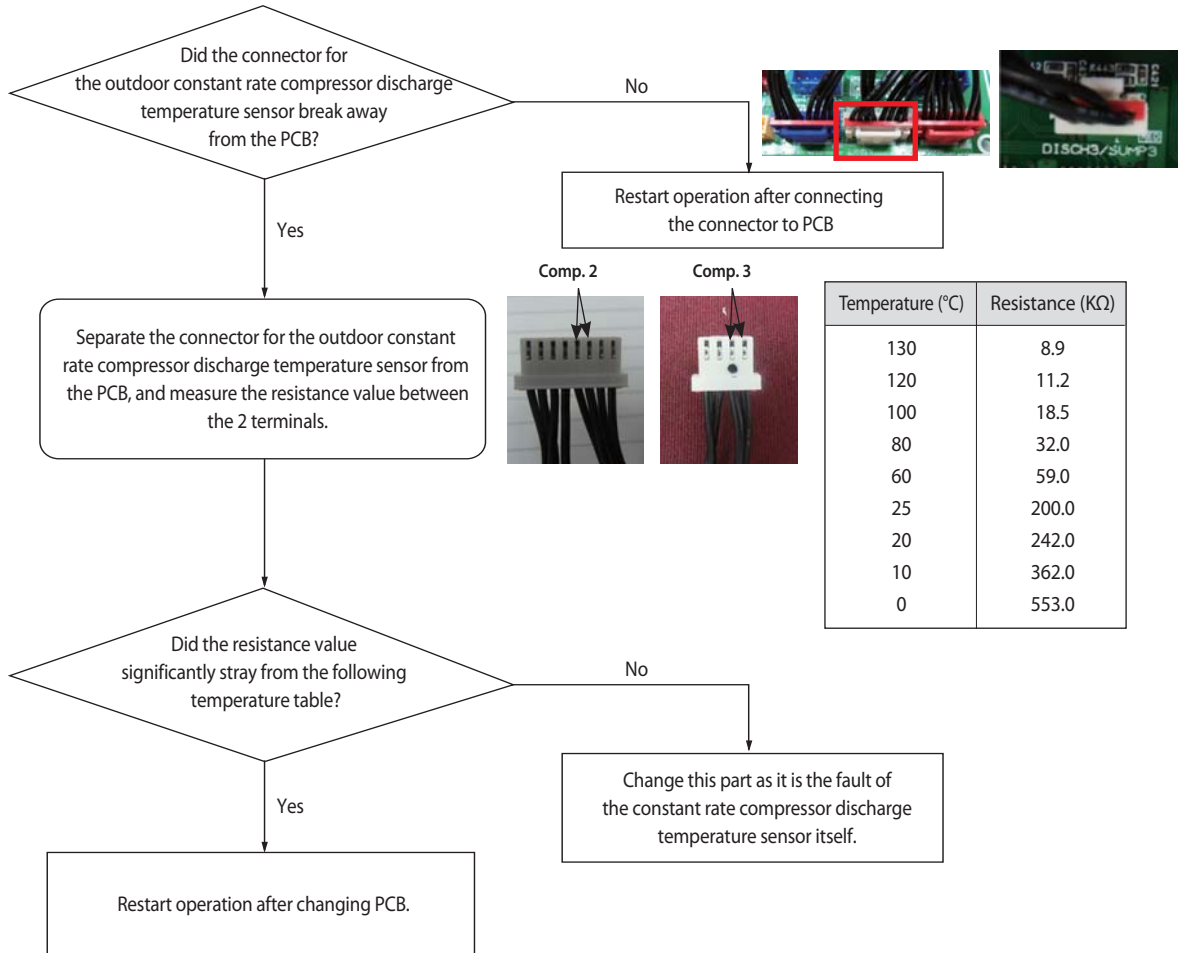 Did the connector for
the outdoor constant rate compressor discharge
temperature sensor break away
from the PCB?
No
DISCH3/SUMP3
Restart operation after connecting
the connector to PCB
Yes
Comp. 2
Comp. 3
Separate the connector for the outdoor constant
rate compressor discharge temperature sensor from
the PCB, and measure the resistance value between
the 2 terminals.
Temperature (°C) Resistance (KΩ)
130 8.9
120 11.2
100 18.5
80 32.0
60 59.0
25 200.0
20 242.0
10 362.0
0 553.0
Did the resistance value
significantly stray from the following
temperature table?
No
Change this part as it is the fault of
the constant rate compressor discharge
temperature sensor itself.
Yes
Restart operation after changing PCB.